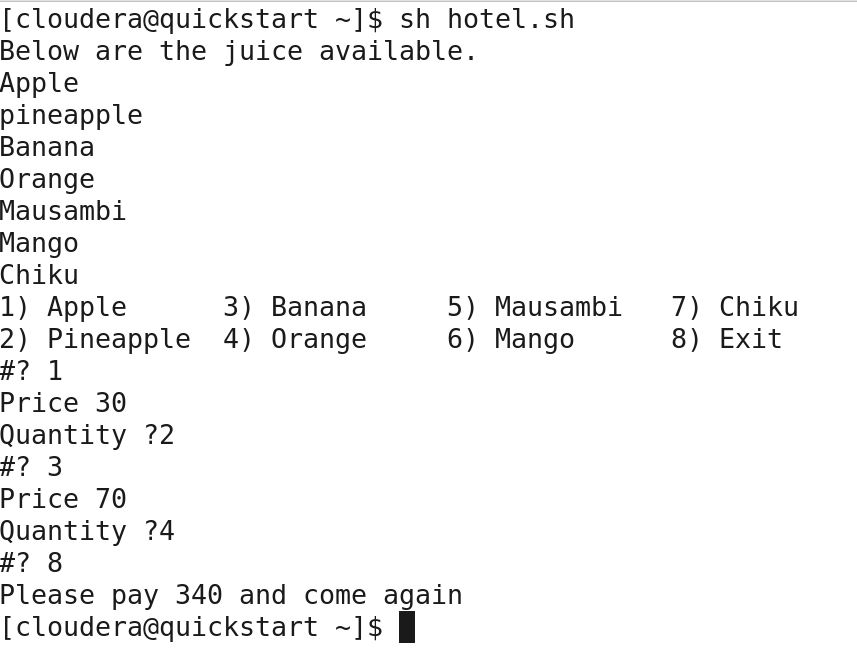 [cloudera@quickstart ~]$ sh hotel.sh
Below are the juice available.
Apple
pineapple
Banana
Orange
Mausambi
Mango
Chiku
1) Apple      3) Banana     5) Mausambi   7) Chiku
2) Pineapple  4) Orange     6) Mango      8) Exit
#? 1
Price 30
Quantity ?2
#? 3
Price 70
Quantity ?4
#? 8
Please pay 340 and come again
[cloudera@quickstart ~]$